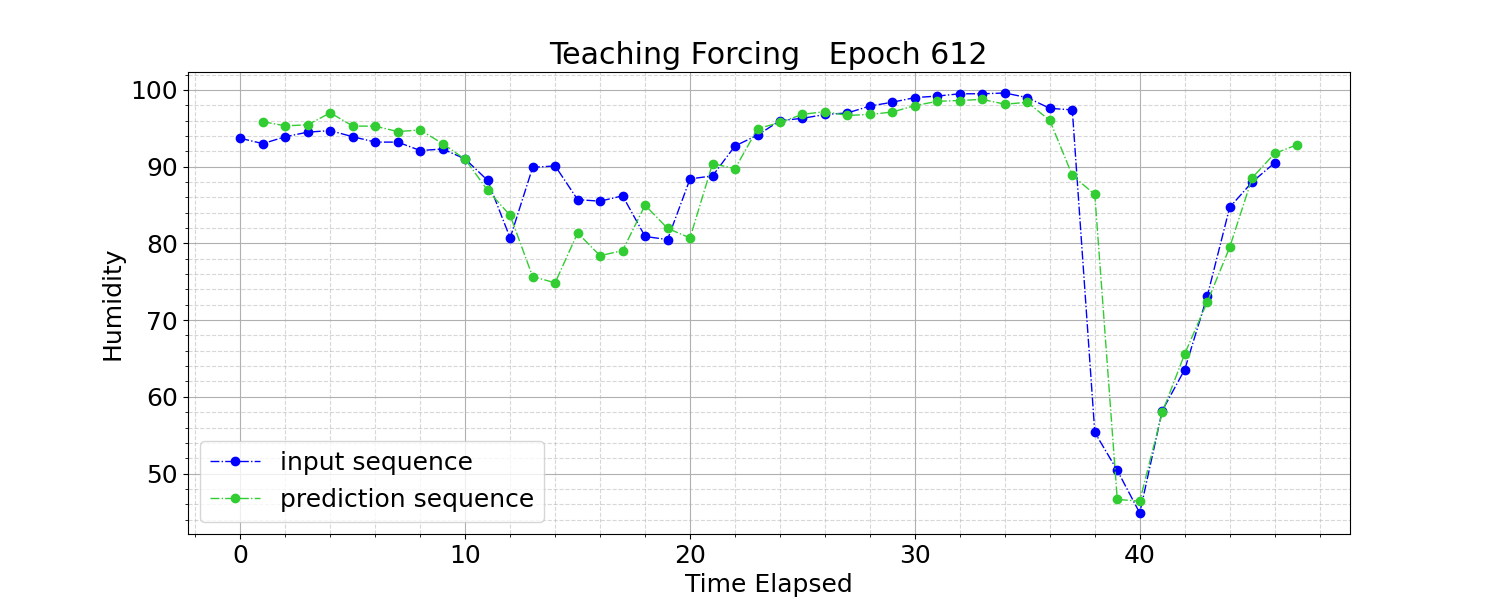 Teaching Forcing   Epoch 612
100
90
80
70
60
50
Humidity
input sequence
prediction sequence
0 10 20 30 40
Time Elapsed